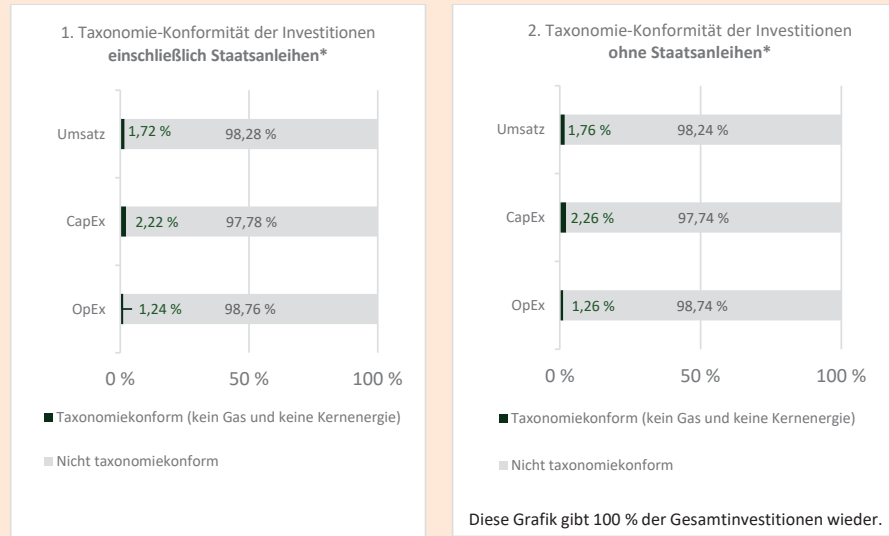 1. Taxonomie-Konformität der Investitionen
einschließlich Staatsanleihen*
Umsatz
1,72 %
98,28 %
CapEx
2,22 %
97,78 %
OpEx
1,24 %
98,76 %
0 %
50 %
100 %
Taxonomiekonform (kein Gas und keine Kernenergie)
Nicht taxonomiekonform
2. Taxonomie-Konformität der Investitionen
ohne Staatsanleihen*
Umsatz
1,76 %
98,24 %
CapEx
2,26 %
97,74 %
OpEx
1,26 %
98,74 %
0 %
50 %
100 %
Taxonomiekonform (kein Gas und keine Kernenergie)
Nicht taxonomiekonform
Diese Grafik gibt 100 % der Gesamtinvestitionen wieder.